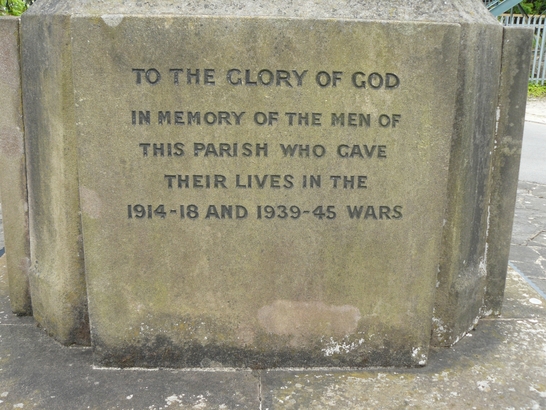 TO THE GLORY OF GOD
IN MEMORY OF THE MEN OF
THIS PARISH WHO GAVE
THEIR LIVES IN THE
1914-18 AND 1939-45 WARS